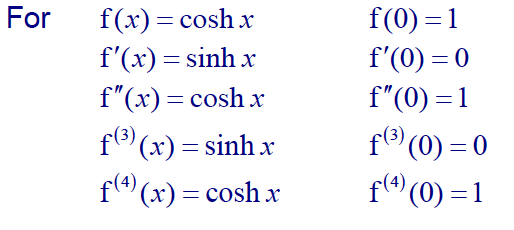 For f(x) = cosh x f(0) = 1
f'(x) = sinh x f'(0) = 0
f″(x) = cosh x f″(0) = 1
f⁽³⁾(x) = sinh x f⁽³⁾(0) = 0
f⁽⁴⁾(x) = cosh x f⁽⁴⁾(0) = 1